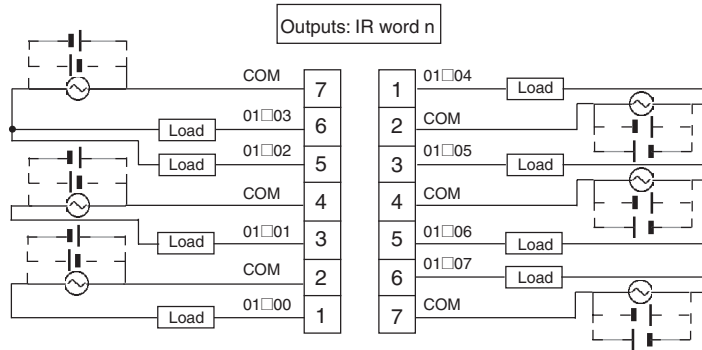 Outputs: IR word n
COM 7
01□03 Load 6
01□02 Load 5
COM 4
01□01 Load 3
COM 2
01□00 Load 1
1 01□04 Load
2 COM
3 01□05 Load
4 COM
5 01□06 Load
6 01□07 Load
7 COM